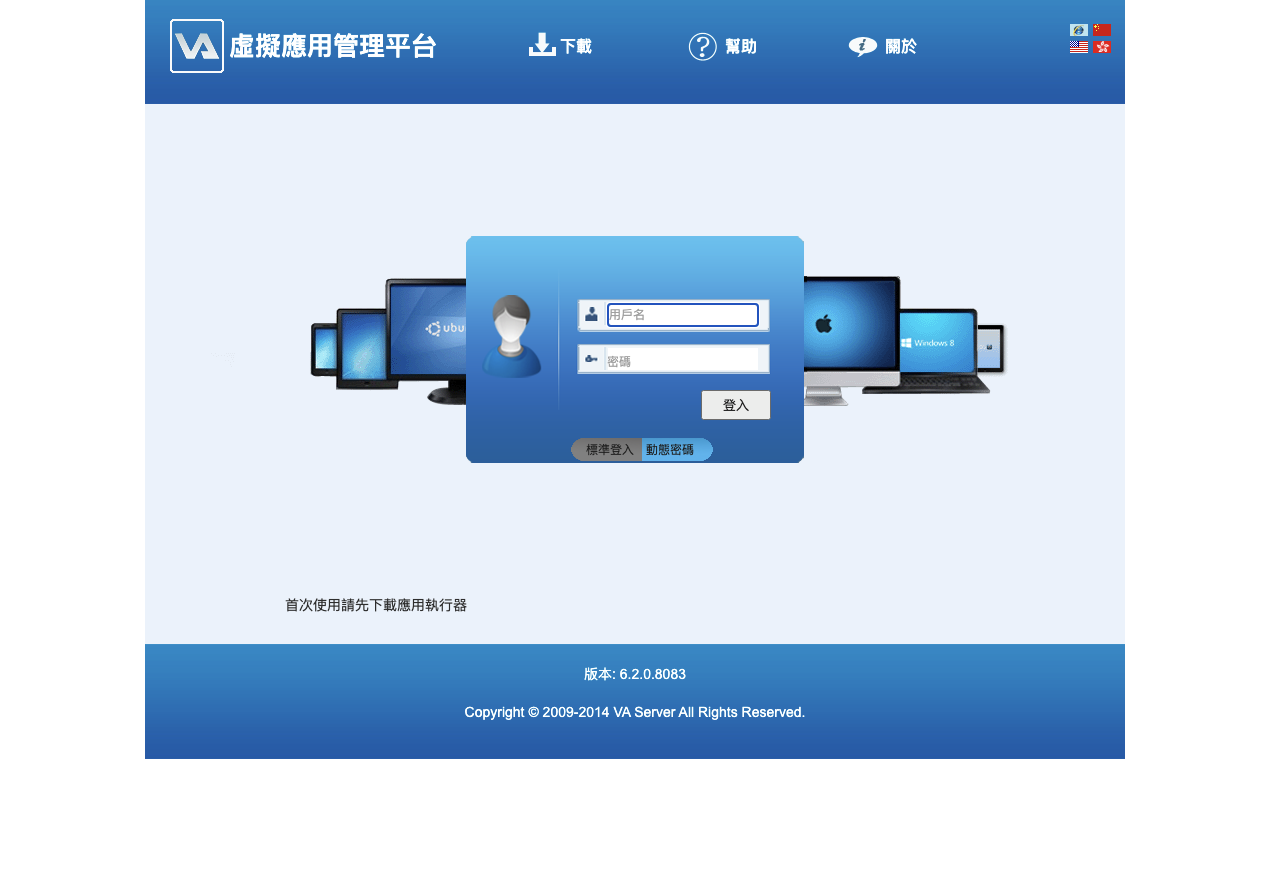 VA 虛擬應用管理平台
下載
幫助
關於
ubu
Windows 8
用戶名
密碼
登入
標準登入 動態密碼
首次使用請先下載應用執行器
版本: 6.2.0.8083
Copyright © 2009-2014 VA Server All Rights Reserved.